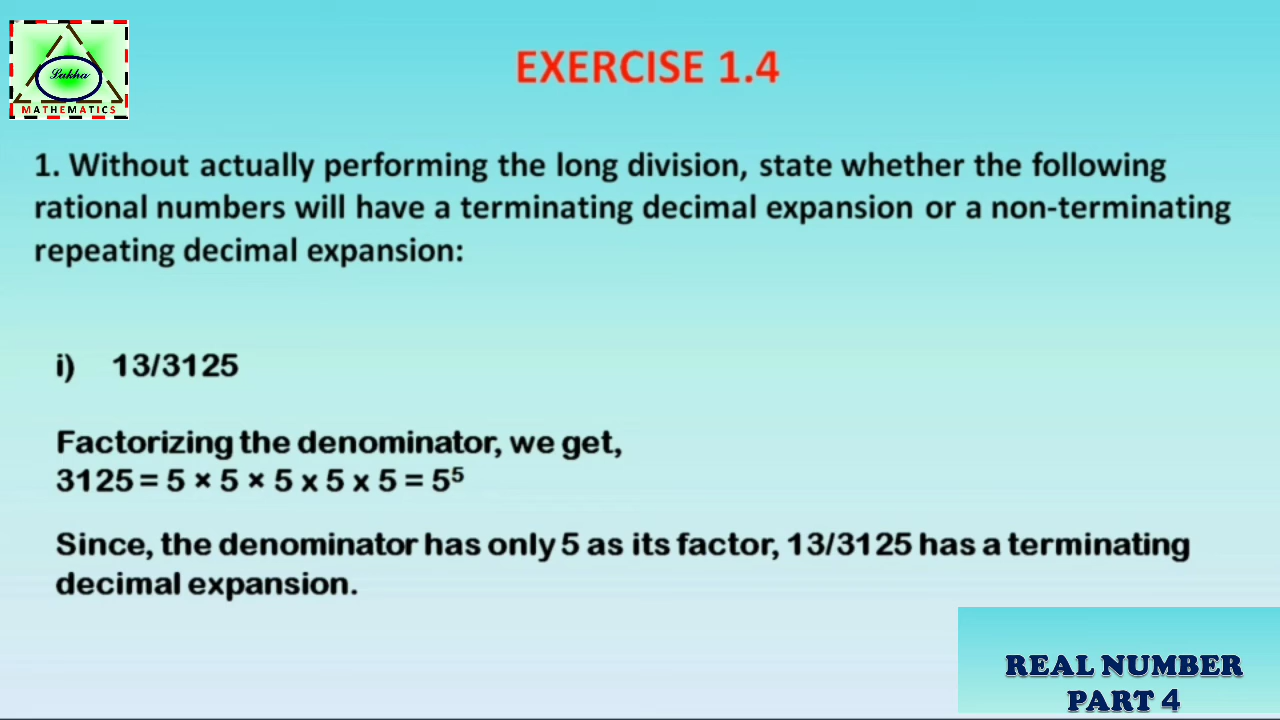 Sakha
MATHEMATICS
EXERCISE 1.4
1. Without actually performing the long division, state whether the following
rational numbers will have a terminating decimal expansion or a non-terminating
repeating decimal expansion:
i) 13/3125
Factorizing the denominator, we get,
3125 = 5 × 5 × 5 x 5 x 5 = 5⁵
Since, the denominator has only 5 as its factor, 13/3125 has a terminating
decimal expansion.
REAL NUMBER
PART 4